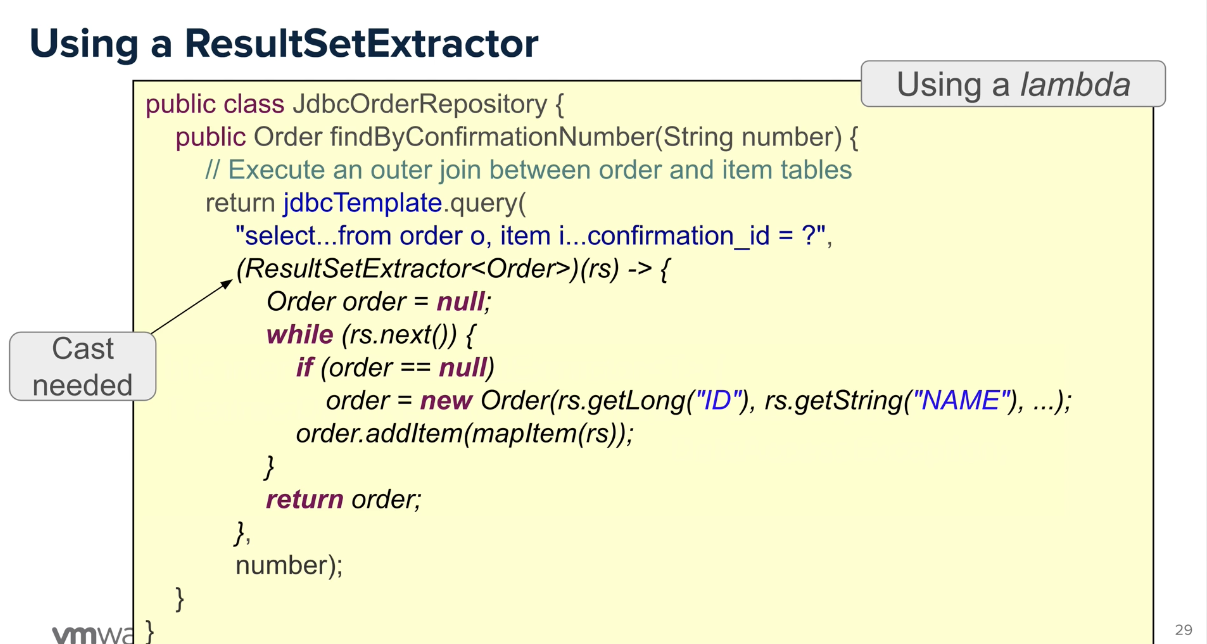 Using a ResultSetExtractor
Using a lambda
public class JdbcOrderRepository {
public Order findByConfirmationNumber(String number) {
// Execute an outer join between order and item tables
return jdbcTemplate.query(
"select...from order o, item i...confirmation_id = ?",
(ResultSetExtractor<Order>)(rs) -> {
Order order = null;
while (rs.next()) {
if (order == null)
order = new Order(rs.getLong("ID"), rs.getString("NAME"), ...);
order.addItem(mapItem(rs));
}
return order;
},
number);
}
}
Cast
needed
29